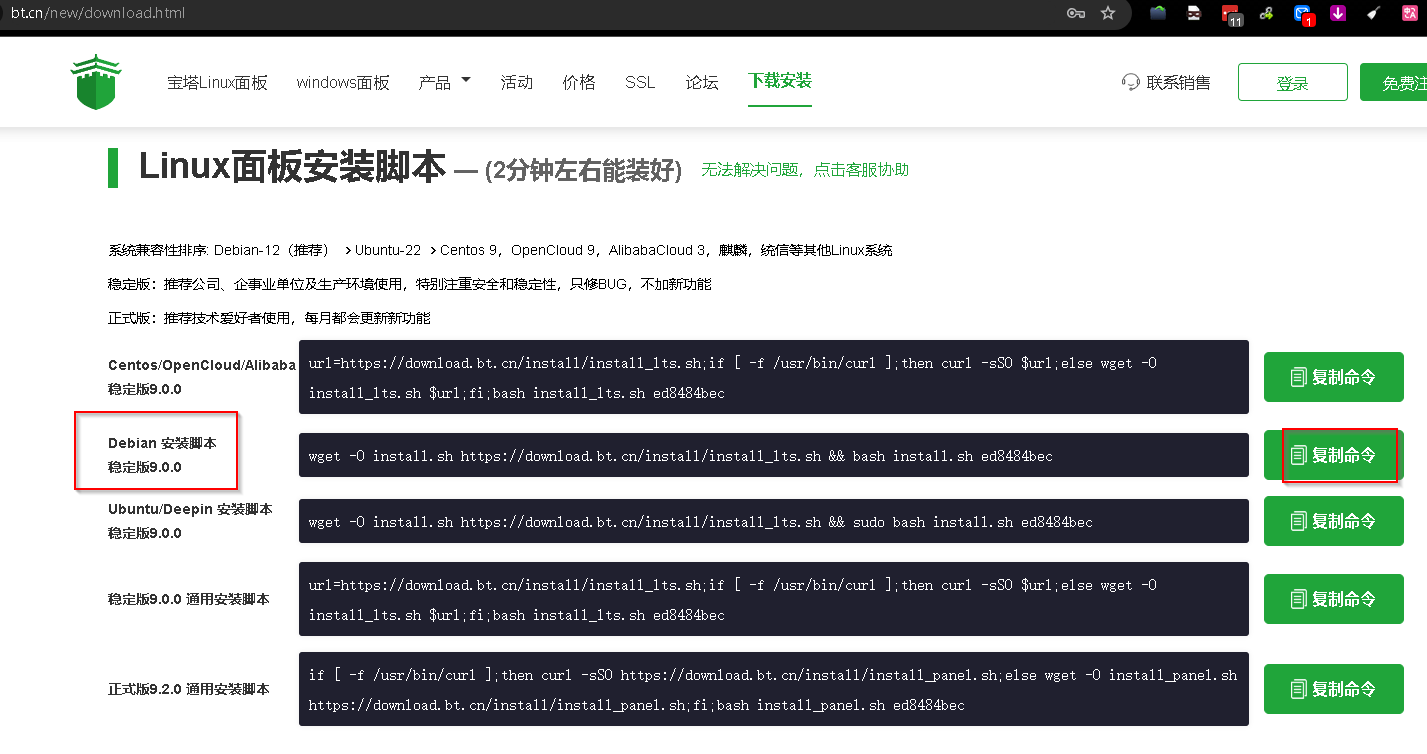 bt.cn/new/download.html
11
1
宝塔Linux面板 windows面板 产品 活动 价格 SSL 论坛 下载安装 联系销售 登录 免费注
Linux面板安装脚本 — (2分钟左右能装好) 无法解决问题，点击客服协助
系统兼容性排序: Debian-12（推荐） > Ubuntu-22 > Centos 9，OpenCloud 9，AlibabaCloud 3，麒麟，统信等其他Linux系统
稳定版：推荐公司、企事业单位及生产环境使用，特别注重安全和稳定性，只修BUG，不加新功能
正式版：推荐技术爱好者使用，每月都会更新新功能
Centos/OpenCloud/Alibaba
稳定版9.0.0
url=https://download.bt.cn/install/install_lts.sh;if [ -f /usr/bin/curl ];then curl -sSO $url;else wget -O
install_lts.sh $url;fi;bash install_lts.sh ed8484bec
复制命令
Debian 安装脚本
稳定版9.0.0
wget -O install.sh https://download.bt.cn/install/install_lts.sh && bash install.sh ed8484bec
复制命令
Ubuntu/Deepin 安装脚本
稳定版9.0.0
wget -O install.sh https://download.bt.cn/install/install_lts.sh && sudo bash install.sh ed8484bec
复制命令
稳定版9.0.0 通用安装脚本
url=https://download.bt.cn/install/install_lts.sh;if [ -f /usr/bin/curl ];then curl -sSO $url;else wget -O
install_lts.sh $url;fi;bash install_lts.sh ed8484bec
复制命令
正式版9.2.0 通用安装脚本
if [ -f /usr/bin/curl ];then curl -sSO https://download.bt.cn/install/install_panel.sh;else wget -O install_panel.sh
https://download.bt.cn/install/install_panel.sh;fi;bash install_panel.sh ed8484bec
复制命令